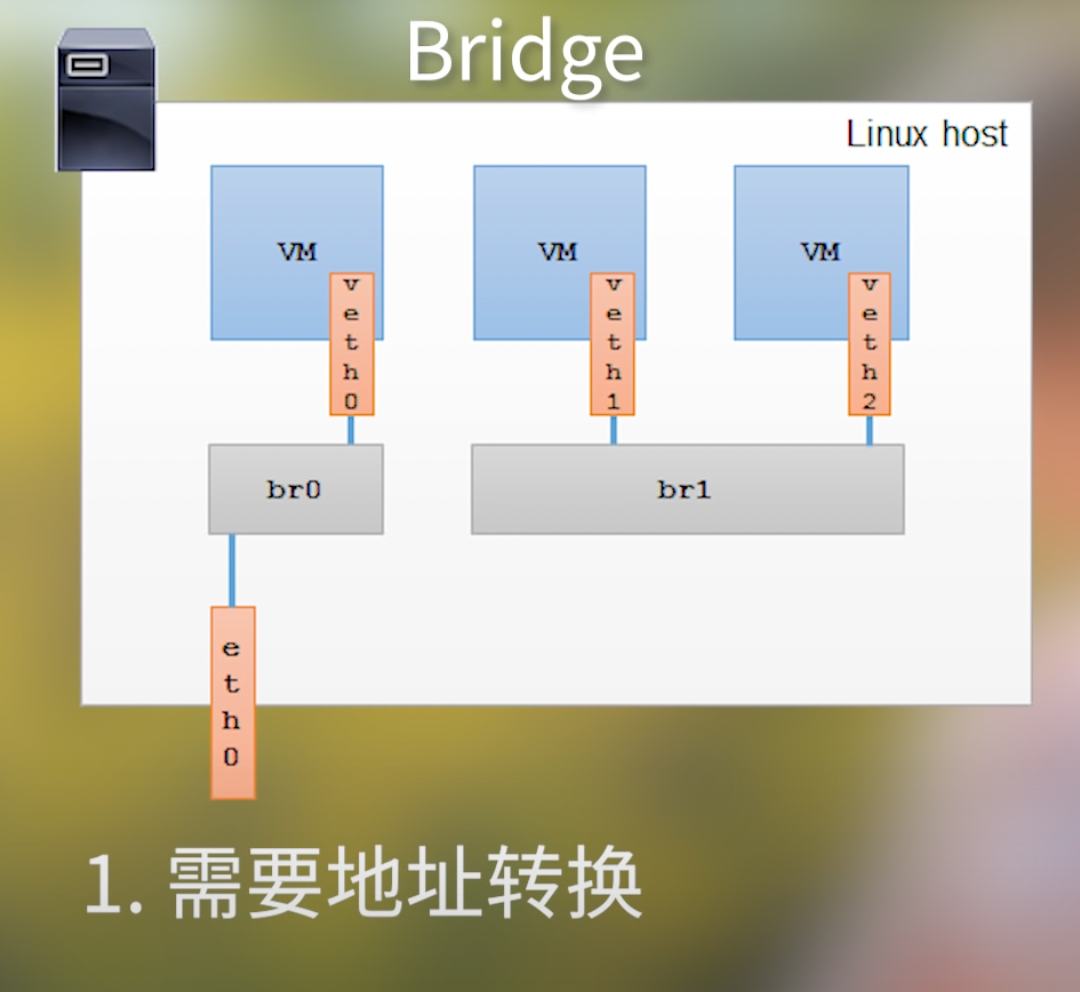 Bridge
Linux host
VM
VM
VM
veth0
veth1
veth2
br0
br1
eth0
1. 需要地址转换